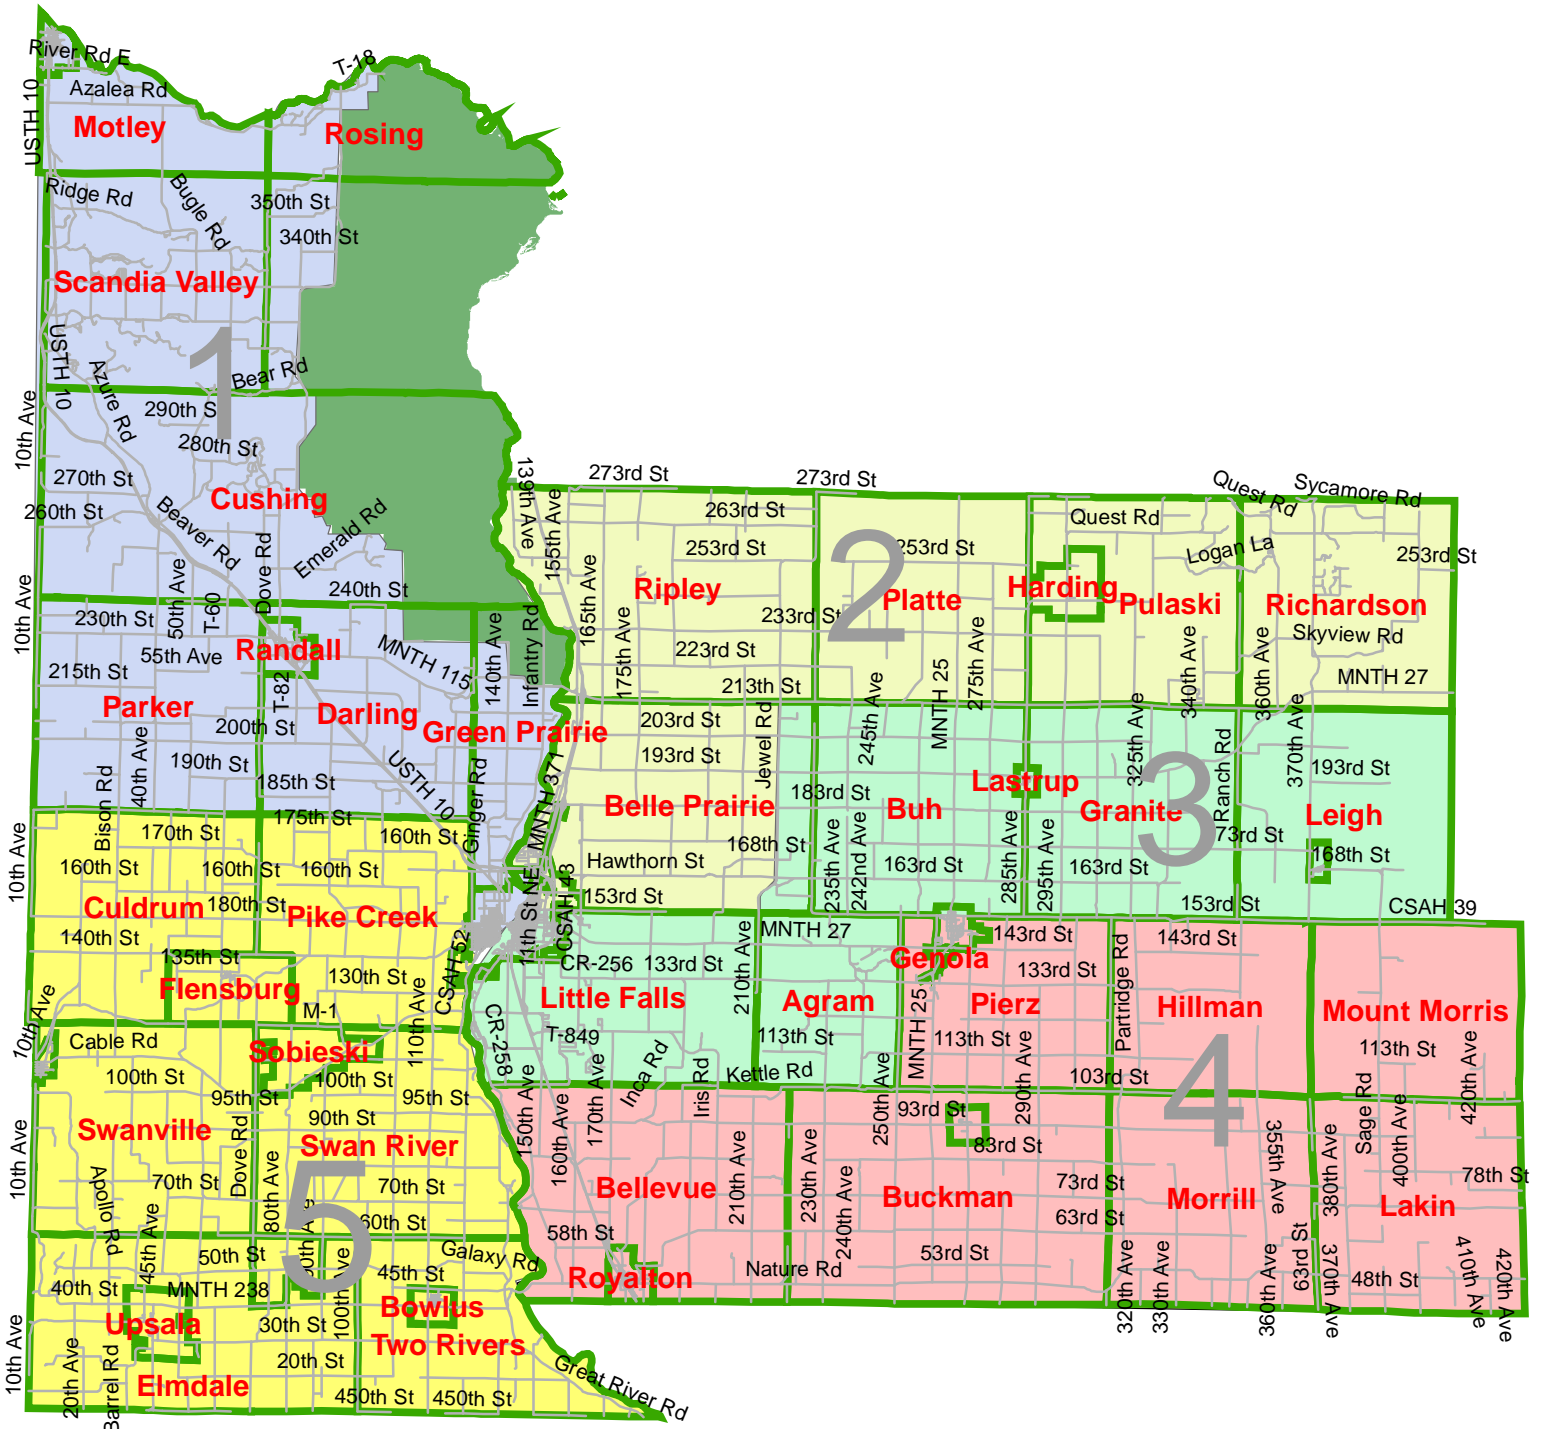 River Rd E
T-18
Azalea Rd
USTH 10
Motley
Rosing
Ridge Rd
Bugle Rd
350th St
340th St
Scandia Valley
1
USTH 10
Azure Rd
Bear Rd
290th S
10th Ave
280th St
270th St
Cushing
260th St
Beaver Rd
Emerald Rd
Dove Rd
240th St
139th Ave
155th Ave
273rd St
273rd St
Quest Rd
Sycamore Rd
263rd St
Quest Rd
253rd St
253rd St
Logan La
253rd St
2
10th Ave
50th Ave
T-60
230th St
165th Ave
Ripley
Platte
Harding
Pulaski
Richardson
233rd St
Skyview Rd
55th Ave
Randall
MNTH 115
140th Ave
Infantry Rd
175th Ave
223rd St
215th St
T-82
213th St
245th Ave
MNTH 25
275th Ave
340th Ave
360th Ave
MNTH 27
Parker
Darling
Green Prairie
203rd St
200th St
Jewel Rd
193rd St
325th Ave
Ranch Rd
370th Ave
193rd St
190th St
185th St
USTH 10
Ginger Rd
MNTH 371
Bison Rd
40th Ave
Lastrup
183rd St
3
Belle Prairie
Buh
Granite
Leigh
175th St
170th St
160th St
168th St
73rd St
168th St
10th Ave
160th St
160th St
160th St
Hawthorn St
163rd St
163rd St
285th Ave
295th Ave
235th Ave
242nd Ave
CSAH 43
153rd St
153rd St
CSAH 39
Culdrum
180th St
Pike Creek
11th St NE
140th St
MNTH 27
143rd St
143rd St
135th St
CSAH 52
CR-256
133rd St
210th Ave
Genola
133rd St
Partridge Rd
130th St
Flensburg
M-1
Little Falls
Agram
Pierz
Hillman
Mount Morris
10th Ave
110th Ave
CR-258
T-849
113th St
MNTH 25
113th St
113th St
Cable Rd
Sobieski
Inca Rd
Iris Rd
Kettle Rd
103rd St
100th St
100th St
4
95th St
95th St
150th Ave
160th Ave
170th Ave
250th Ave
290th Ave
93rd St
Sage Rd
420th Ave
90th St
83rd St
Swanville
Dove Rd
Swan River
10th Ave
Apollo Rd
70th St
80th Ave
70th St
355th Ave
380th Ave
400th Ave
78th St
73rd St
5
Bellevue
210th Ave
230th Ave
Buckman
Morrill
Lakin
60th St
63rd St
58th St
240th Ave
45th Ave
50th St
100th Ave
Galaxy Rd
53rd St
63rd St
45th St
Royalton
Nature Rd
48th St
40th St
MNTH 238
320th Ave
330th Ave
360th Ave
370th Ave
410th Ave
420th Ave
Bowlus
Upsala
30th St
10th Ave
Two Rivers
20th St
20th Ave
Barrel Rd
Elmdale
450th St
450th St
Great River Rd